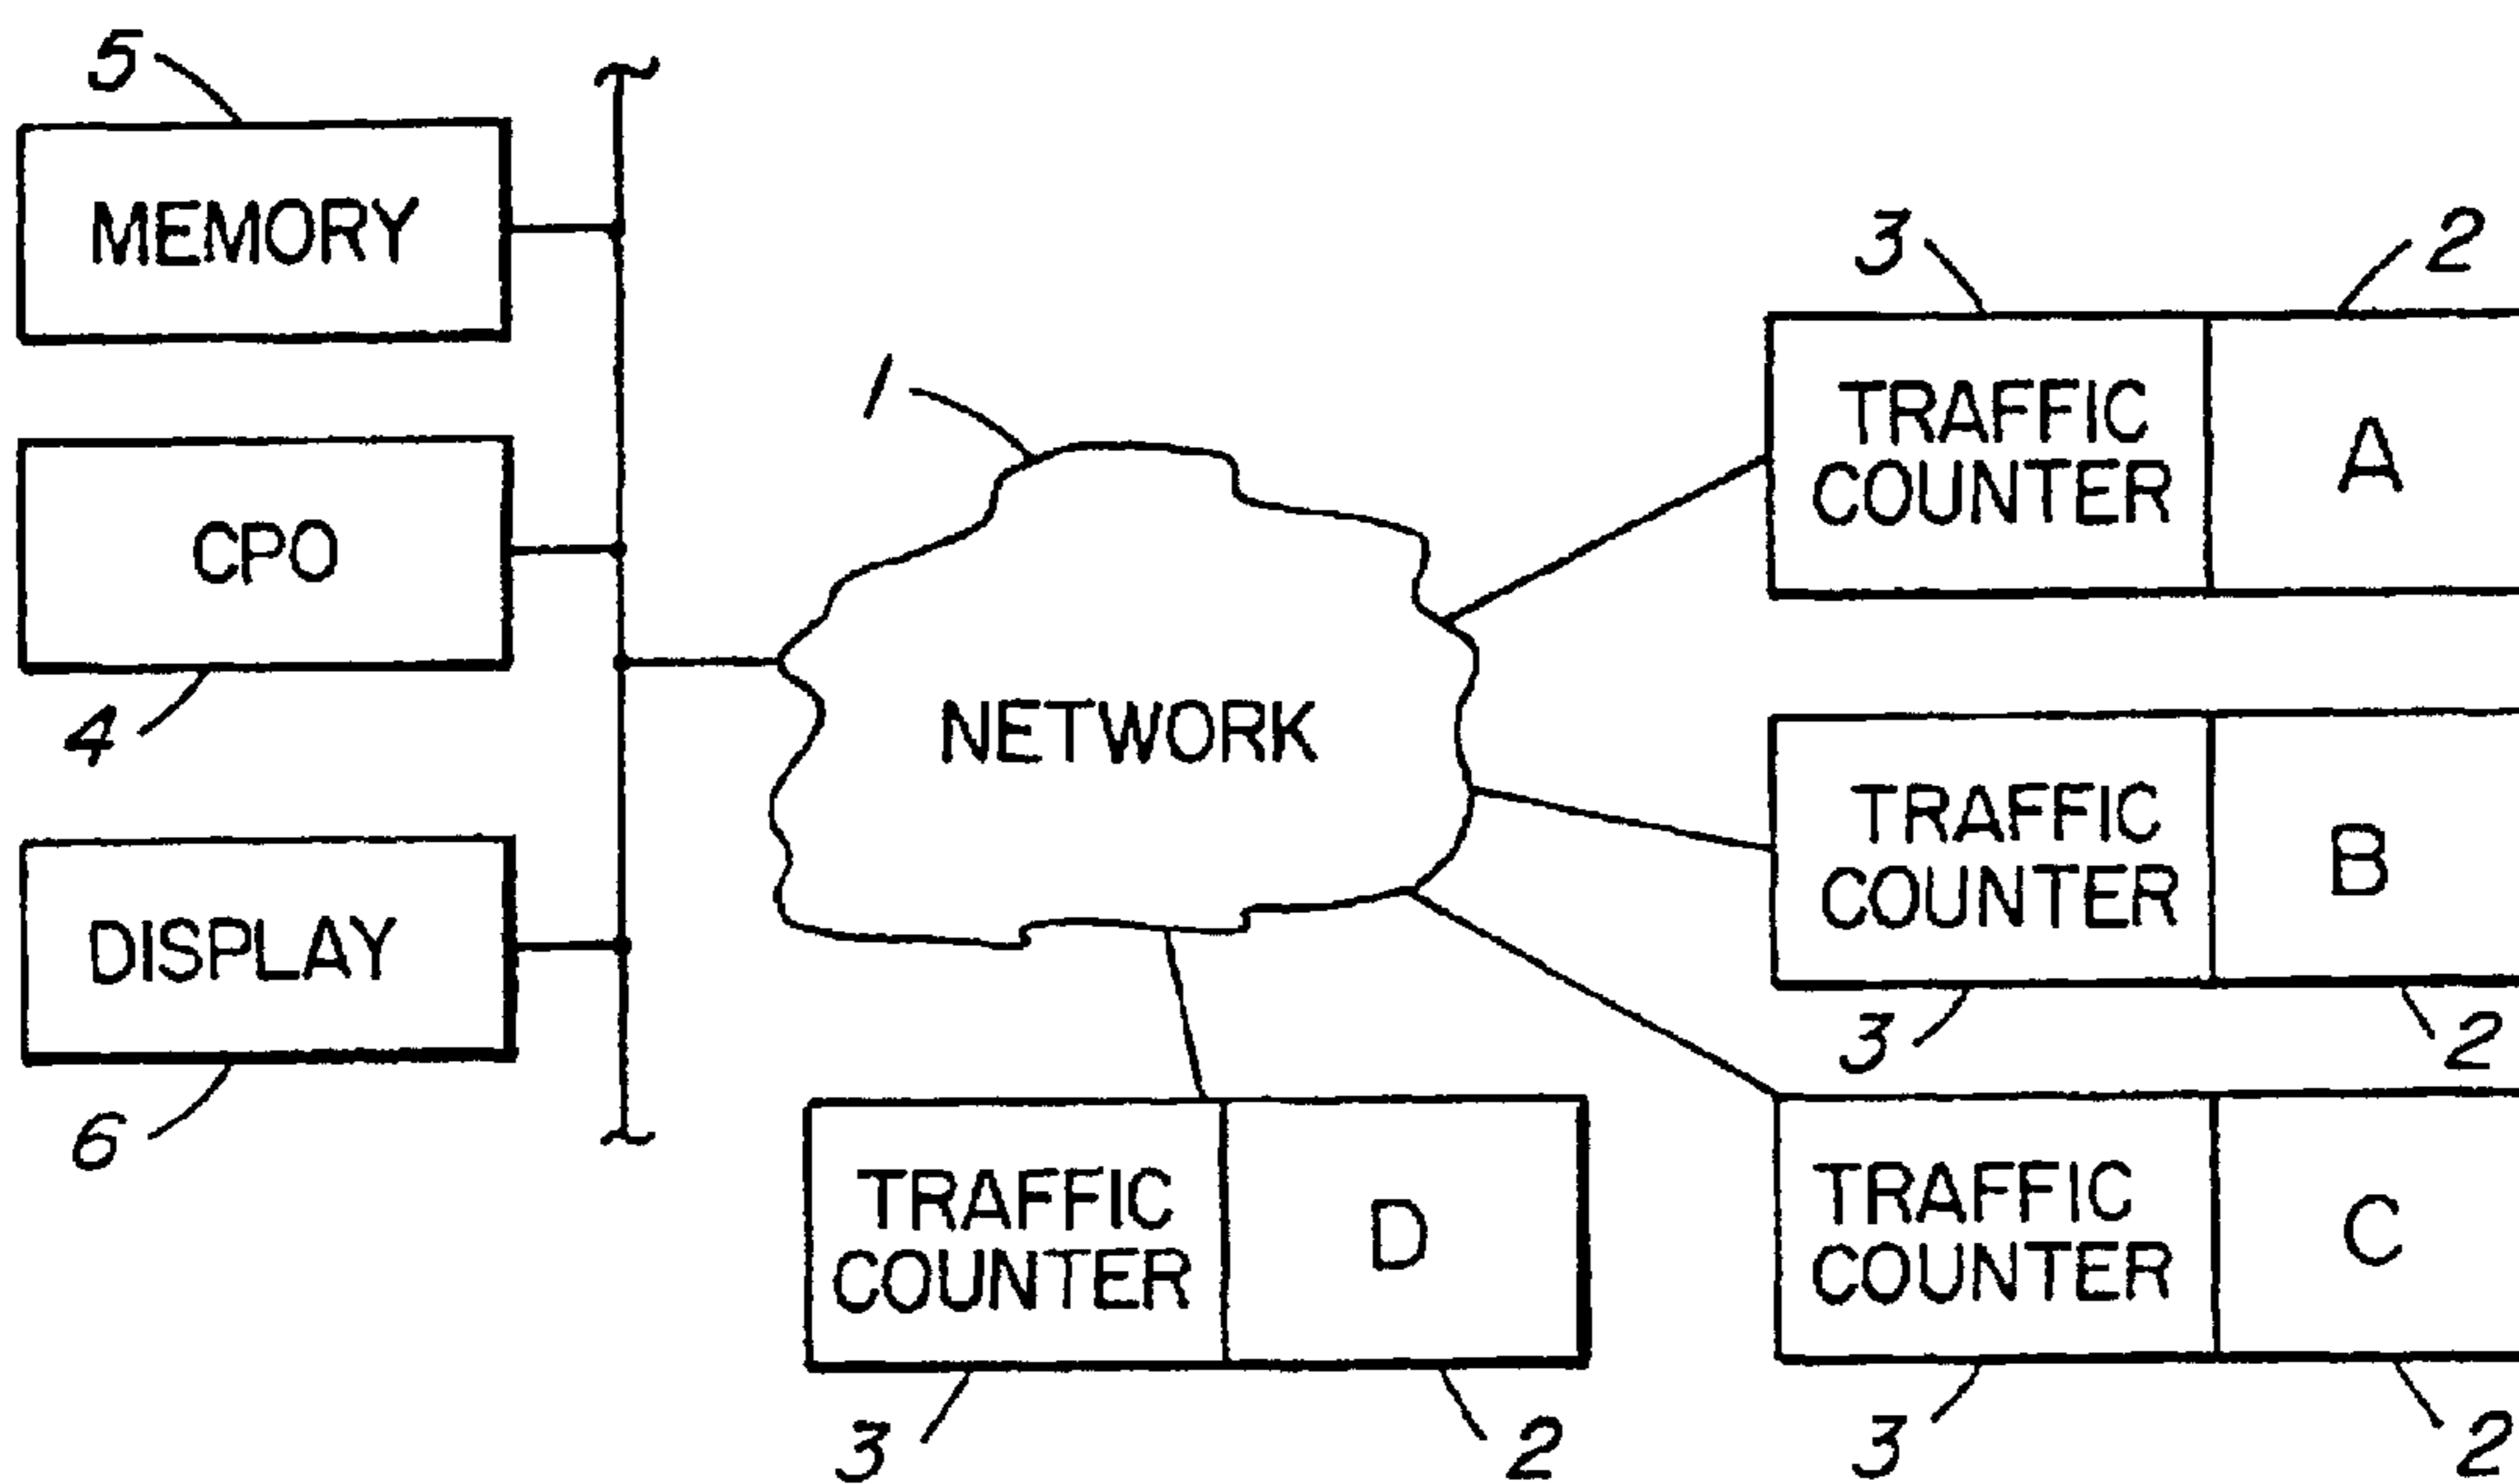 5
MEMORY
CPO
4
DISPLAY
6
1
NETWORK
3
2
TRAFFIC
COUNTER
A
TRAFFIC
COUNTER
B
3
2
TRAFFIC
COUNTER
C
3
2
TRAFFIC
COUNTER
D
3
2